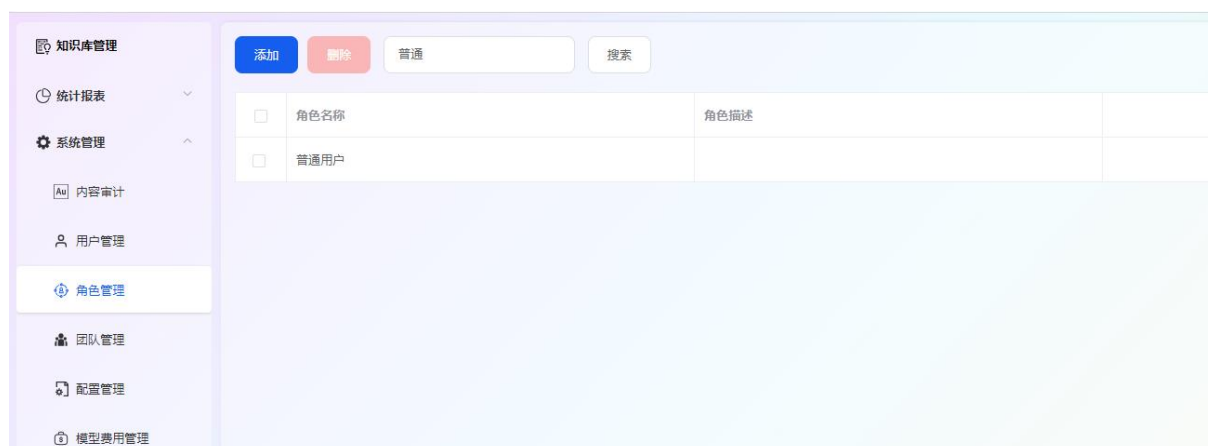 知识库管理
统计报表
系统管理
Au 内容审计
用户管理
角色管理
团队管理
配置管理
模型费用管理
添加 删除 普通 搜索
角色名称 角色描述
普通用户